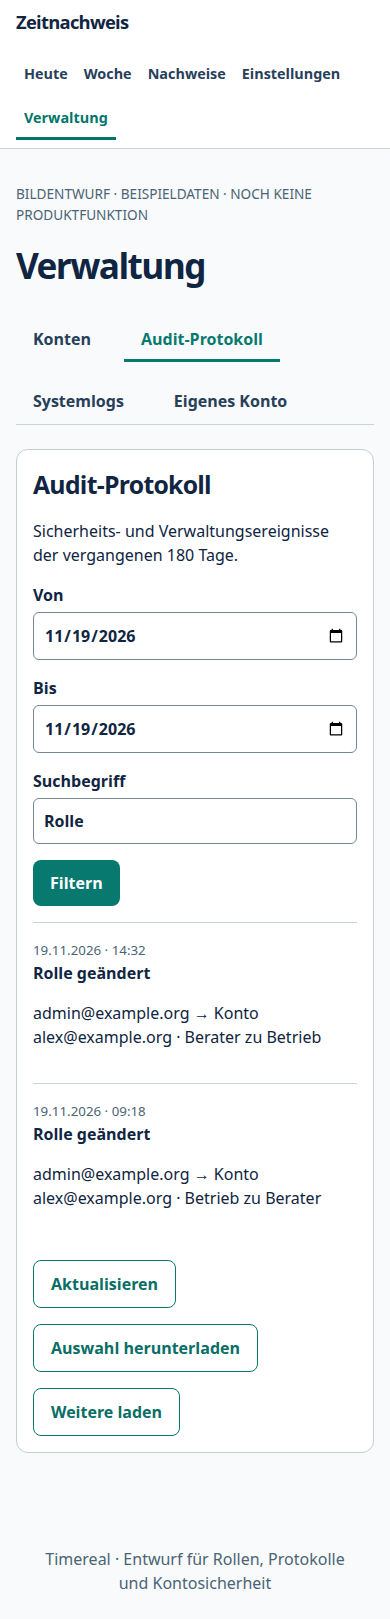 Zeitnachweis
Heute Woche Nachweise Einstellungen
Verwaltung
BILDENTWURF · BEISPIELDATEN · NOCH KEINE
PRODUKTFUNKTION
Verwaltung
Konten Audit-Protokoll
Systemlogs Eigenes Konto
Audit-Protokoll
Sicherheits- und Verwaltungsereignisse
der vergangenen 180 Tage.
Von
11/19/2026
Bis
11/19/2026
Suchbegriff
Rolle
Filtern
19.11.2026 · 14:32
Rolle geändert
admin@example.org → Konto
alex@example.org · Berater zu Betrieb
19.11.2026 · 09:18
Rolle geändert
admin@example.org → Konto
alex@example.org · Betrieb zu Berater
Aktualisieren
Auswahl herunterladen
Weitere laden
Timereal · Entwurf für Rollen, Protokolle
und Kontosicherheit